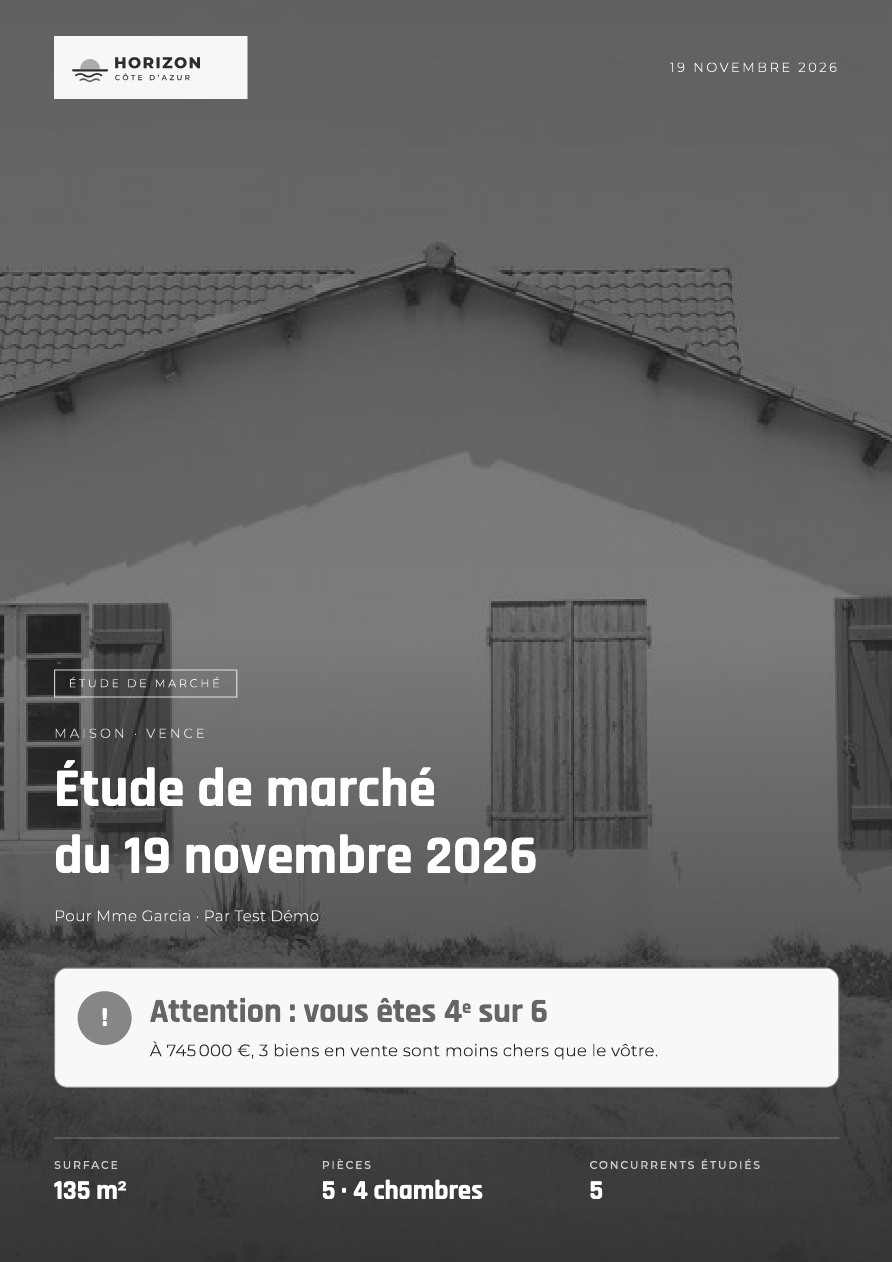 HORIZON
CÔTE D'AZUR
19 NOVEMBRE 2026
ÉTUDE DE MARCHÉ
MAISON · VENCE
Étude de marché
du 19 novembre 2026
Pour Mme Garcia · Par Test Démo
!
Attention : vous êtes 4ᵉ sur 6
À 745 000 €, 3 biens en vente sont moins chers que le vôtre.
SURFACE
135 m²
PIÈCES
5 · 4 chambres
CONCURRENTS ÉTUDIÉS
5